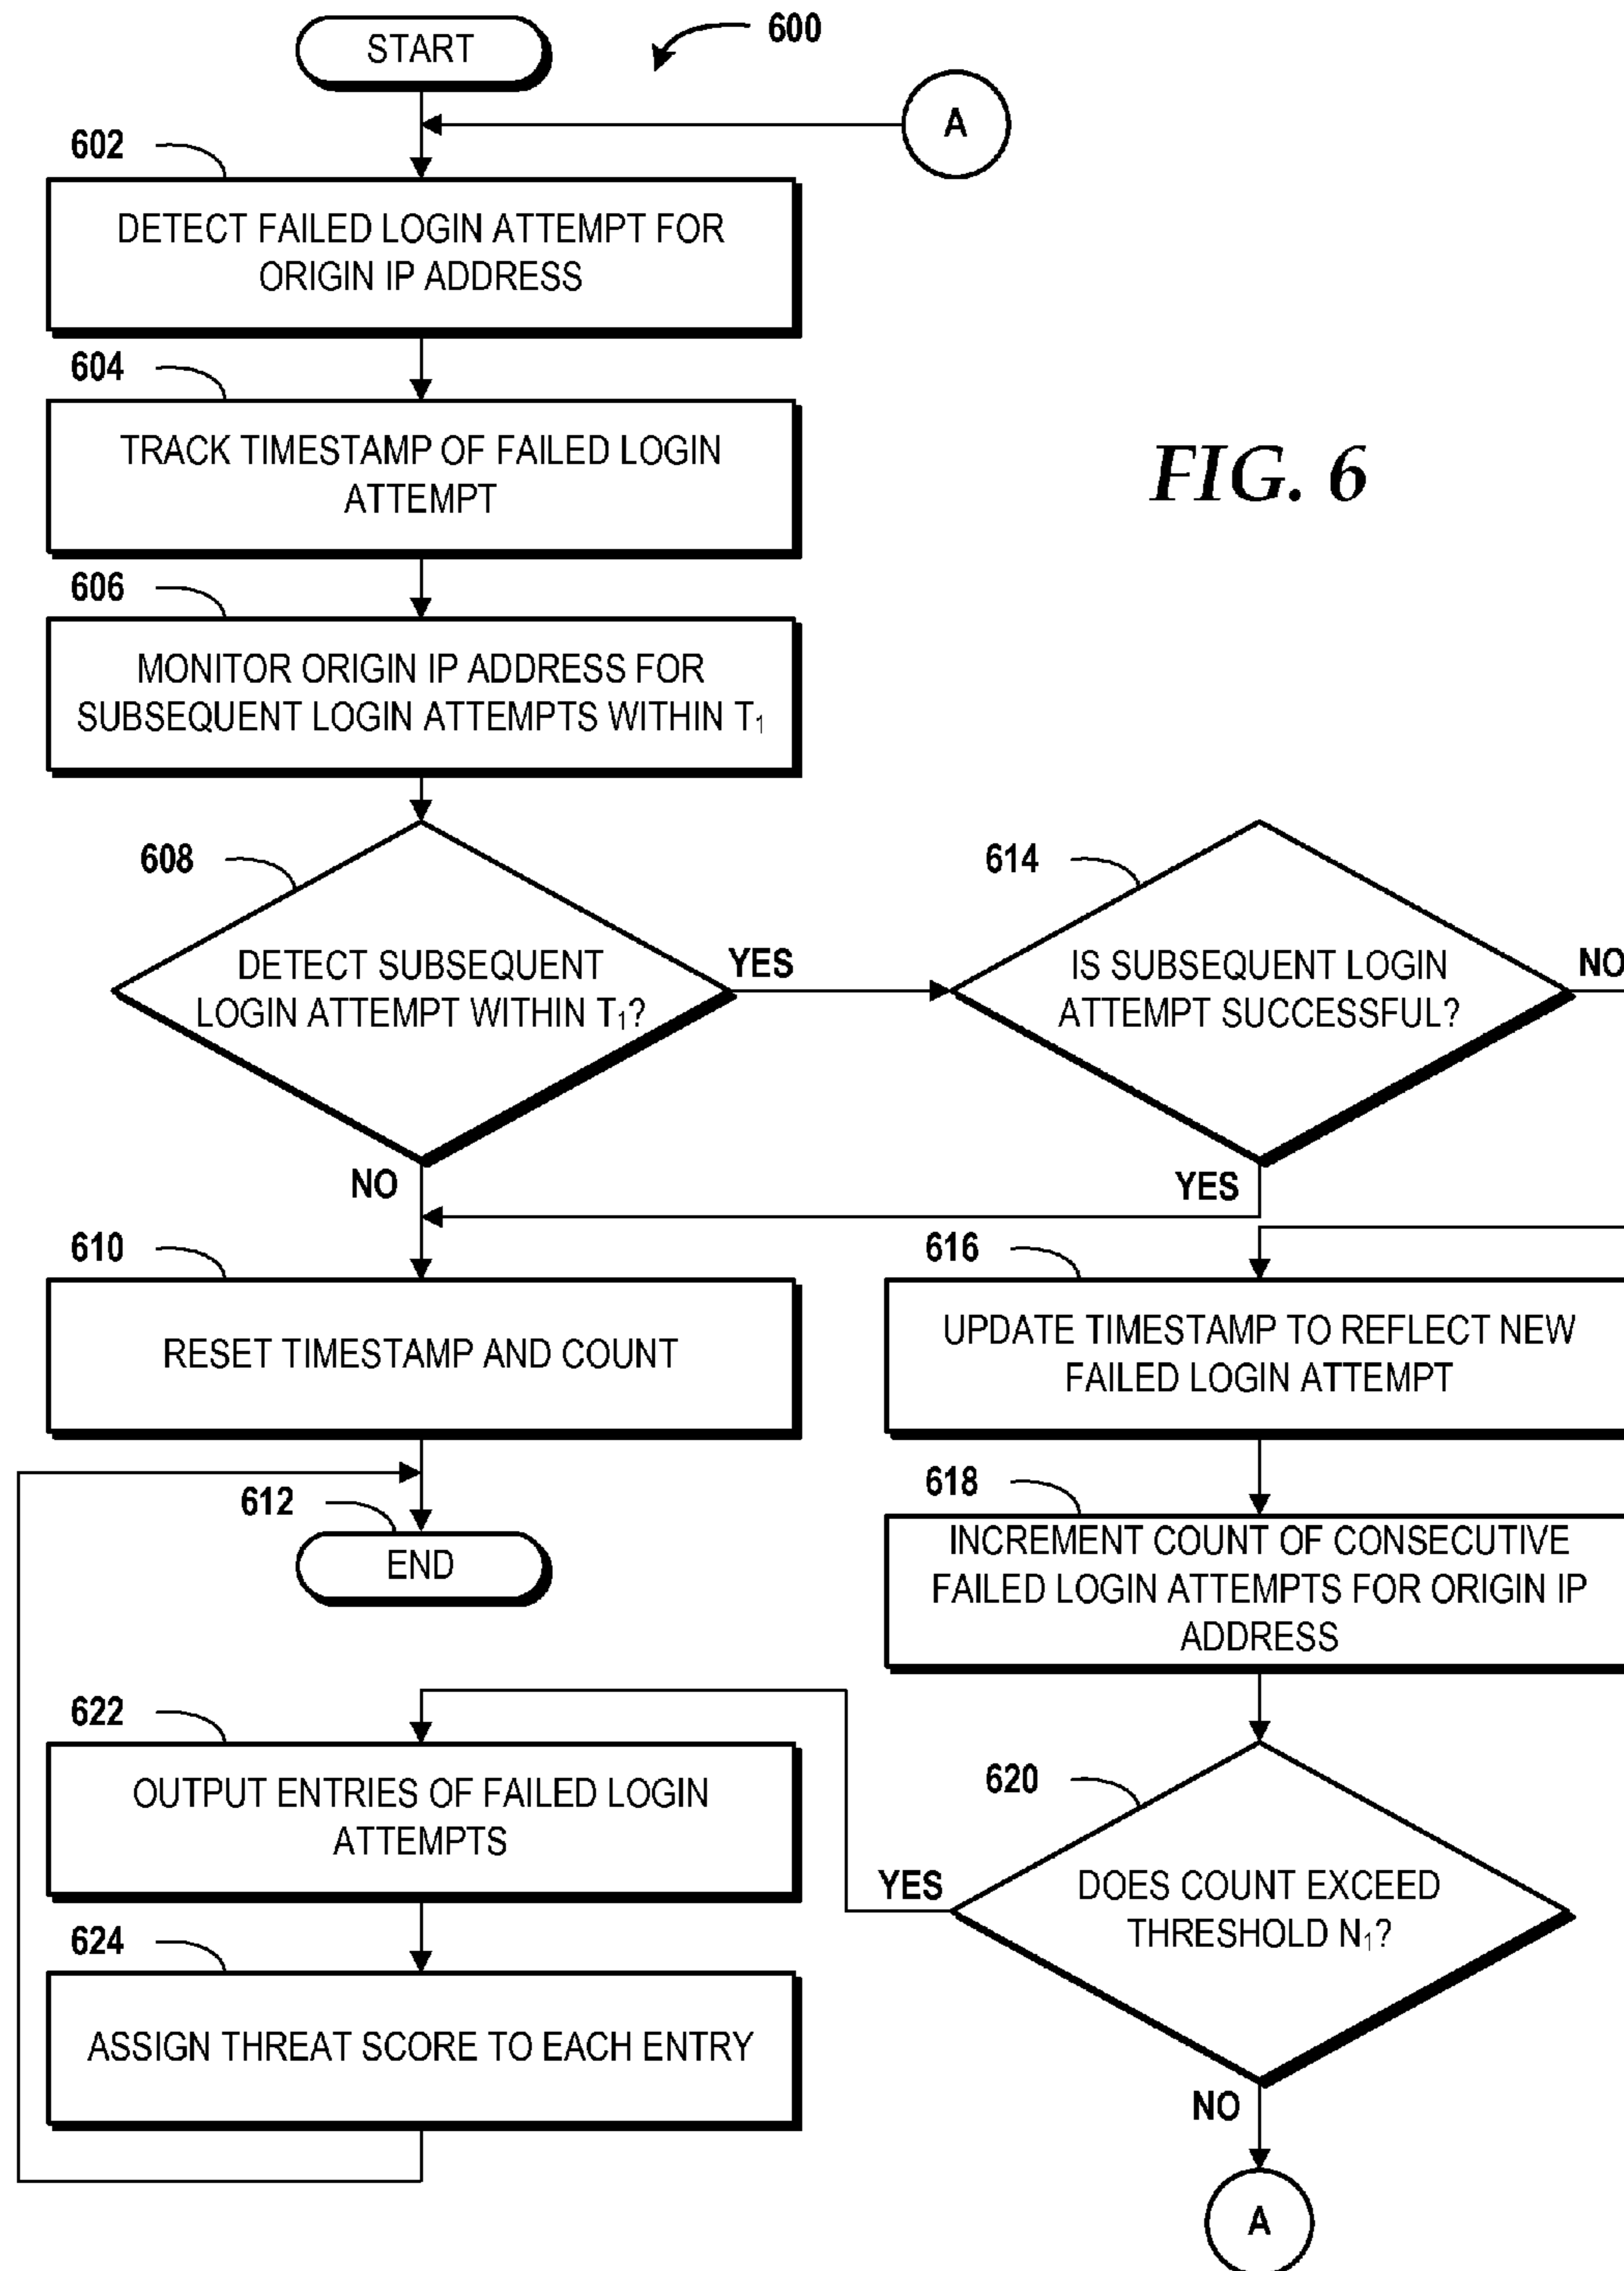 START
600
A
602
DETECT FAILED LOGIN ATTEMPT FOR
ORIGIN IP ADDRESS
604
TRACK TIMESTAMP OF FAILED LOGIN
ATTEMPT
FIG. 6
606
MONITOR ORIGIN IP ADDRESS FOR
SUBSEQUENT LOGIN ATTEMPTS WITHIN T₁
608
DETECT SUBSEQUENT
LOGIN ATTEMPT WITHIN T₁?
YES
NO
614
IS SUBSEQUENT LOGIN
ATTEMPT SUCCESSFUL?
NO
YES
610
RESET TIMESTAMP AND COUNT
612
END
616
UPDATE TIMESTAMP TO REFLECT NEW
FAILED LOGIN ATTEMPT
618
INCREMENT COUNT OF CONSECUTIVE
FAILED LOGIN ATTEMPTS FOR ORIGIN IP
ADDRESS
620
DOES COUNT EXCEED
THRESHOLD N₁?
YES
NO
622
OUTPUT ENTRIES OF FAILED LOGIN
ATTEMPTS
624
ASSIGN THREAT SCORE TO EACH ENTRY
A